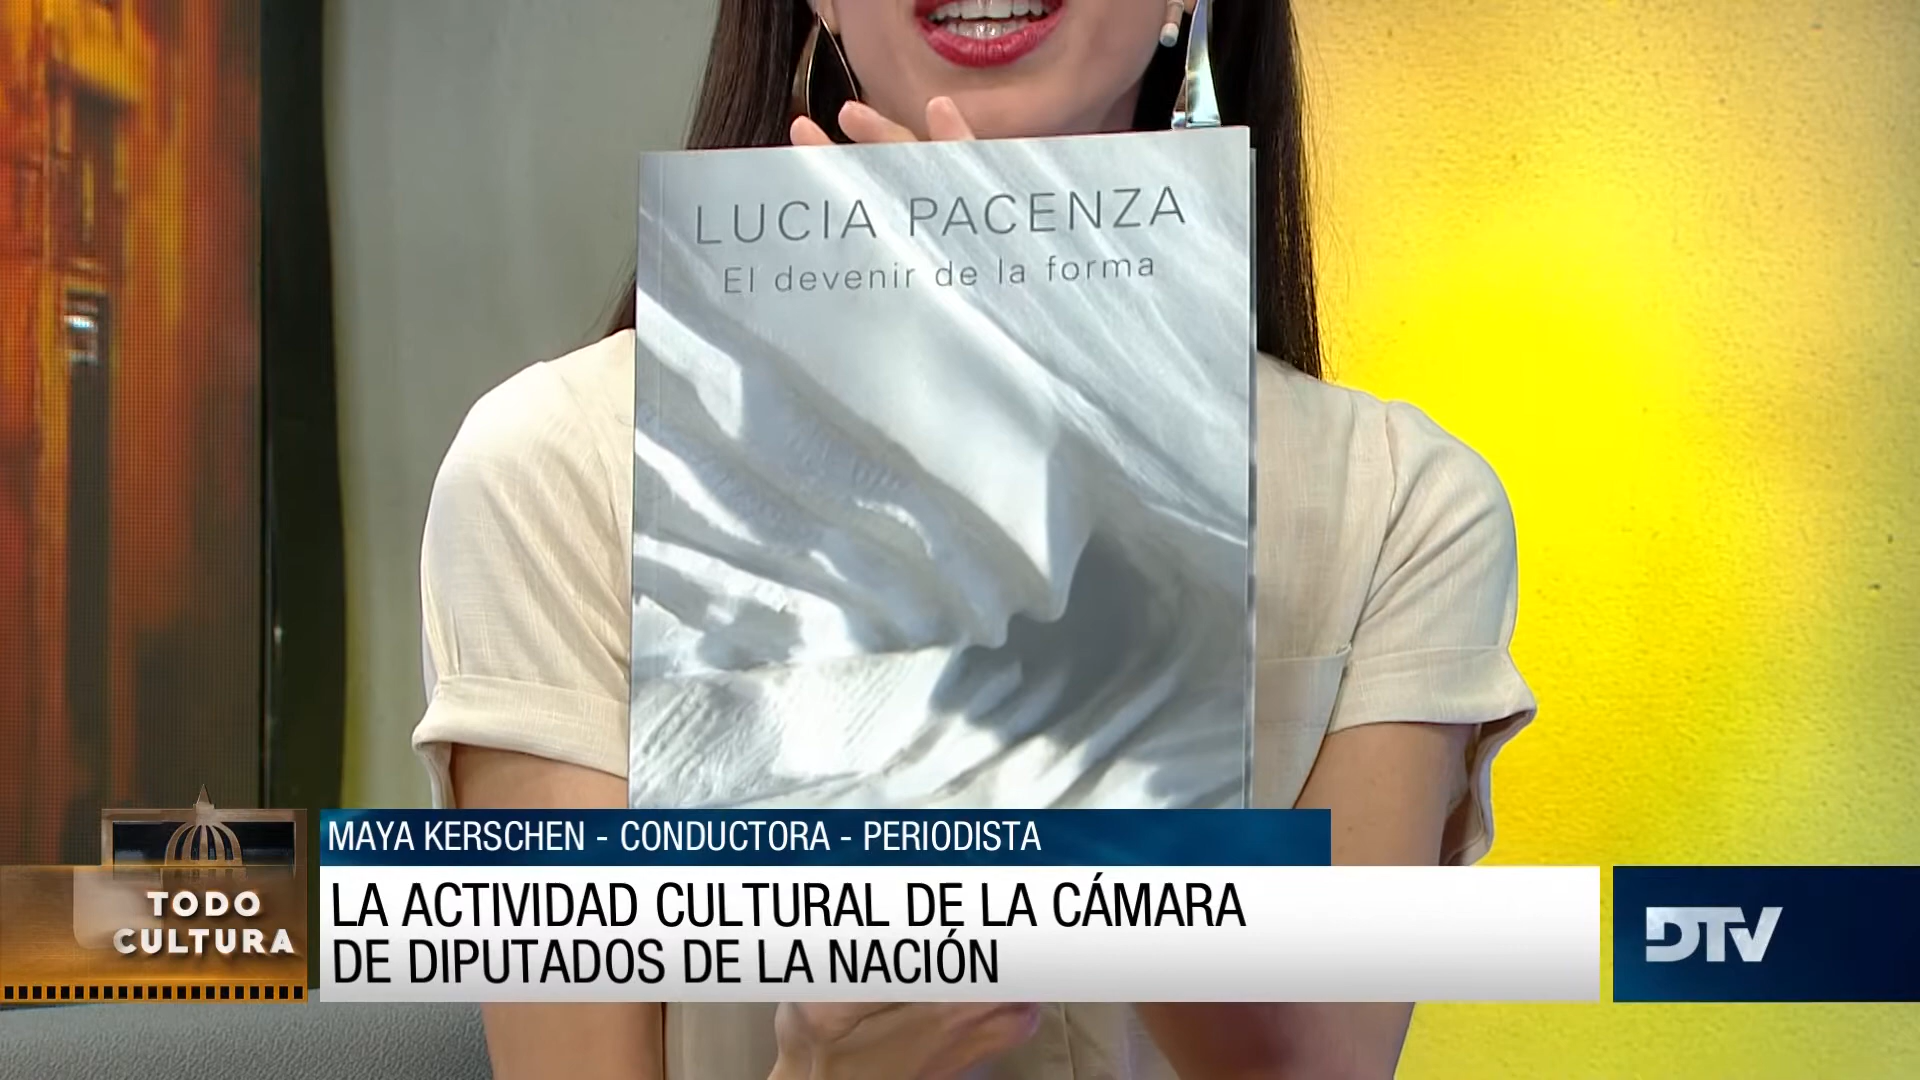 LUCIA PACENZA
El devenir de la forma
MAYA KERSCHEN - CONDUCTORA - PERIODISTA
LA ACTIVIDAD CULTURAL DE LA CÁMARA
DE DIPUTADOS DE LA NACIÓN
TODO
CULTURA
DTV